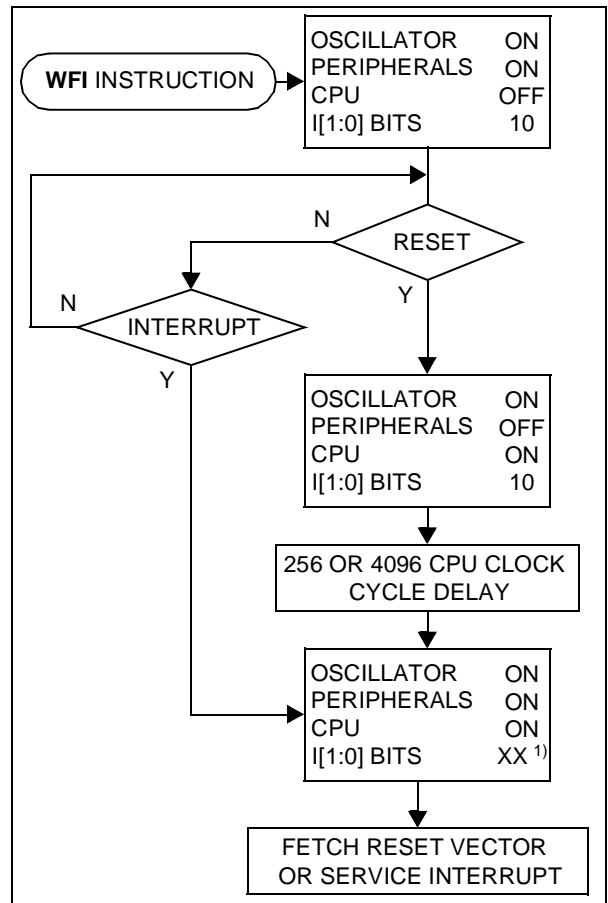 WFI INSTRUCTION
OSCILLATOR ON
PERIPHERALS ON
CPU OFF
I[1:0] BITS 10
N
RESET
Y
N
INTERRUPT
Y
OSCILLATOR ON
PERIPHERALS OFF
CPU ON
I[1:0] BITS 10
256 OR 4096 CPU CLOCK
CYCLE DELAY
OSCILLATOR ON
PERIPHERALS ON
CPU ON
I[1:0] BITS XX 1)
FETCH RESET VECTOR
OR SERVICE INTERRUPT